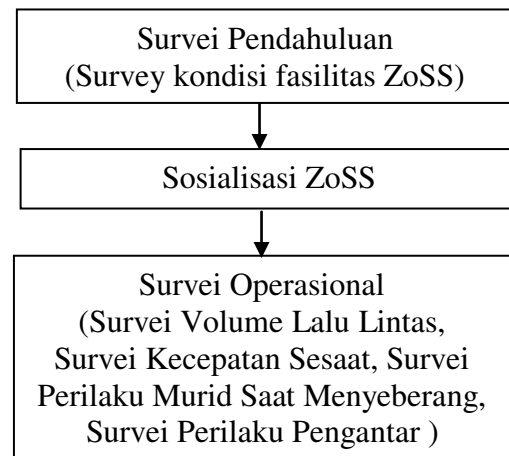 Survei Pendahuluan
(Survey kondisi fasilitas ZoSS)
Sosialisasi ZoSS
Survei Operasional
(Survei Volume Lalu Lintas,
Survei Kecepatan Sesaat, Survei
Perilaku Murid Saat Menyeberang,
Survei Perilaku Pengantar )